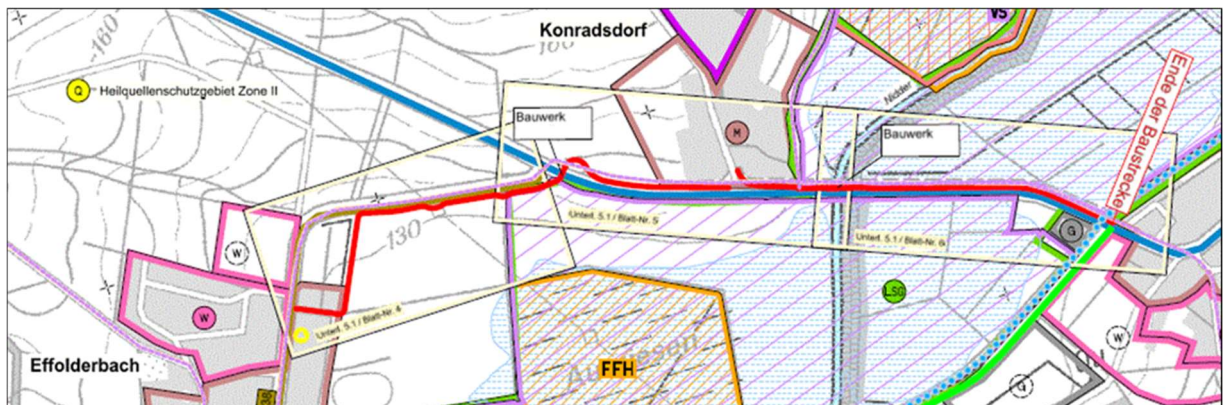 Konradsdorf
160
160
VS
Q Heilquellenschutzgebiet Zone II
Nidder
Bauwerk
Bauwerk
M
Ende der Baustrecke
Unterl. 5.1 / Blatt-Nr. 5
130
Unterl. 5.1 / Blatt-Nr. 6
G
W
W
LSG
Unterl. 5.1 / Blatt-Nr. 4
W
Effolderbach
FFH
G